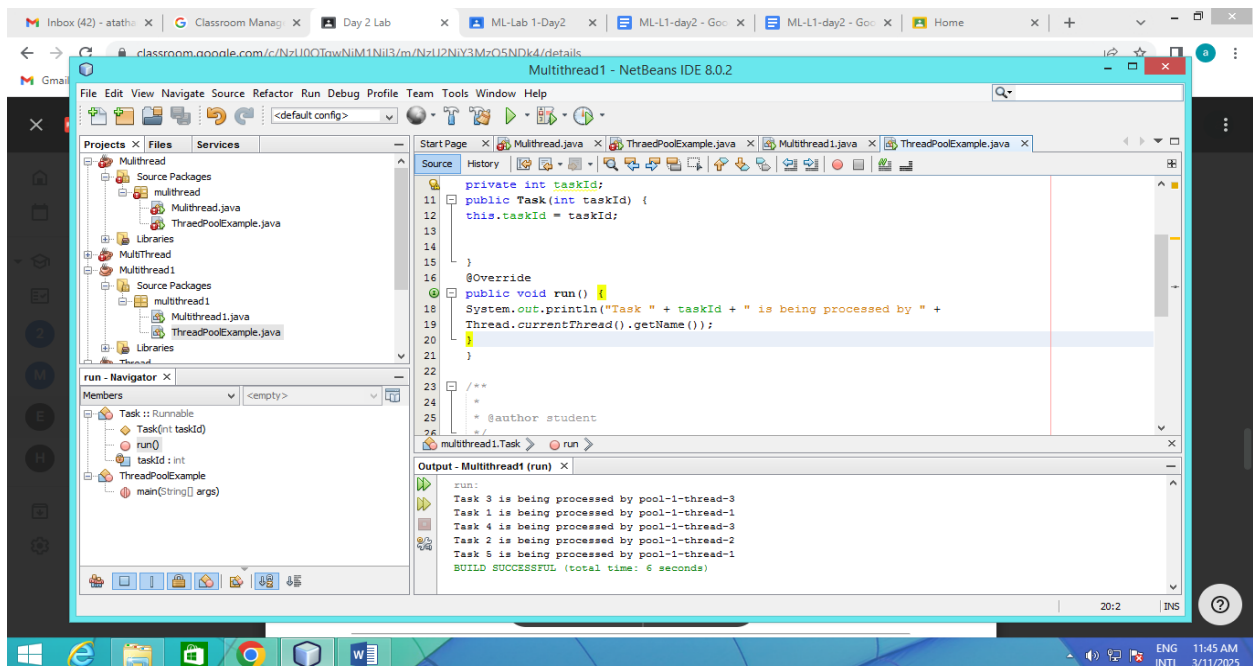 Inbox (42) - atatha
Classroom Manag
Day 2 Lab
ML-Lab 1-Day2
ML-L1-day2 - Goo
ML-L1-day2 - Goo
Home
classroom.google.com/c/NzU0OTgwNjM1NjI3/m/NzU2NjY3MzQ5NDk4/details
a
Gmail
Multithread1 - NetBeans IDE 8.0.2
File Edit View Navigate Source Refactor Run Debug Profile Team Tools Window Help
<default config>
Projects Files Services
Start Page Mulithread.java ThraedPoolExample.java Multithread1.java ThreadPoolExample.java
Source History
Mulithread
Source Packages
mulithread
Mulithread.java
ThraedPoolExample.java
Libraries
MultiThread
Multithread1
Source Packages
multithread1
Multithread1.java
ThreadPoolExample.java
Libraries
Thread
private int taskId;
11 public Task(int taskId) {
12 this.taskId = taskId;
13
14
15 }
16 @Override
public void run() {
18 System.out.println("Task " + taskId + " is being processed by " +
19 Thread.currentThread().getName());
20 }
21 }
22
23 /**
24 *
25 * @author student
26 */
multithread1.Task run
run - Navigator
Members <empty>
Task :: Runnable
Task(int taskId)
run()
taskId : int
ThreadPoolExample
main(String[] args)
Output - Multithread1 (run)
run:
Task 3 is being processed by pool-1-thread-3
Task 1 is being processed by pool-1-thread-1
Task 4 is being processed by pool-1-thread-3
Task 2 is being processed by pool-1-thread-2
Task 5 is being processed by pool-1-thread-1
BUILD SUCCESSFUL (total time: 6 seconds)
20:2 INS
2
M
E
H
ENG 11:45 AM
INTL 3/11/2025